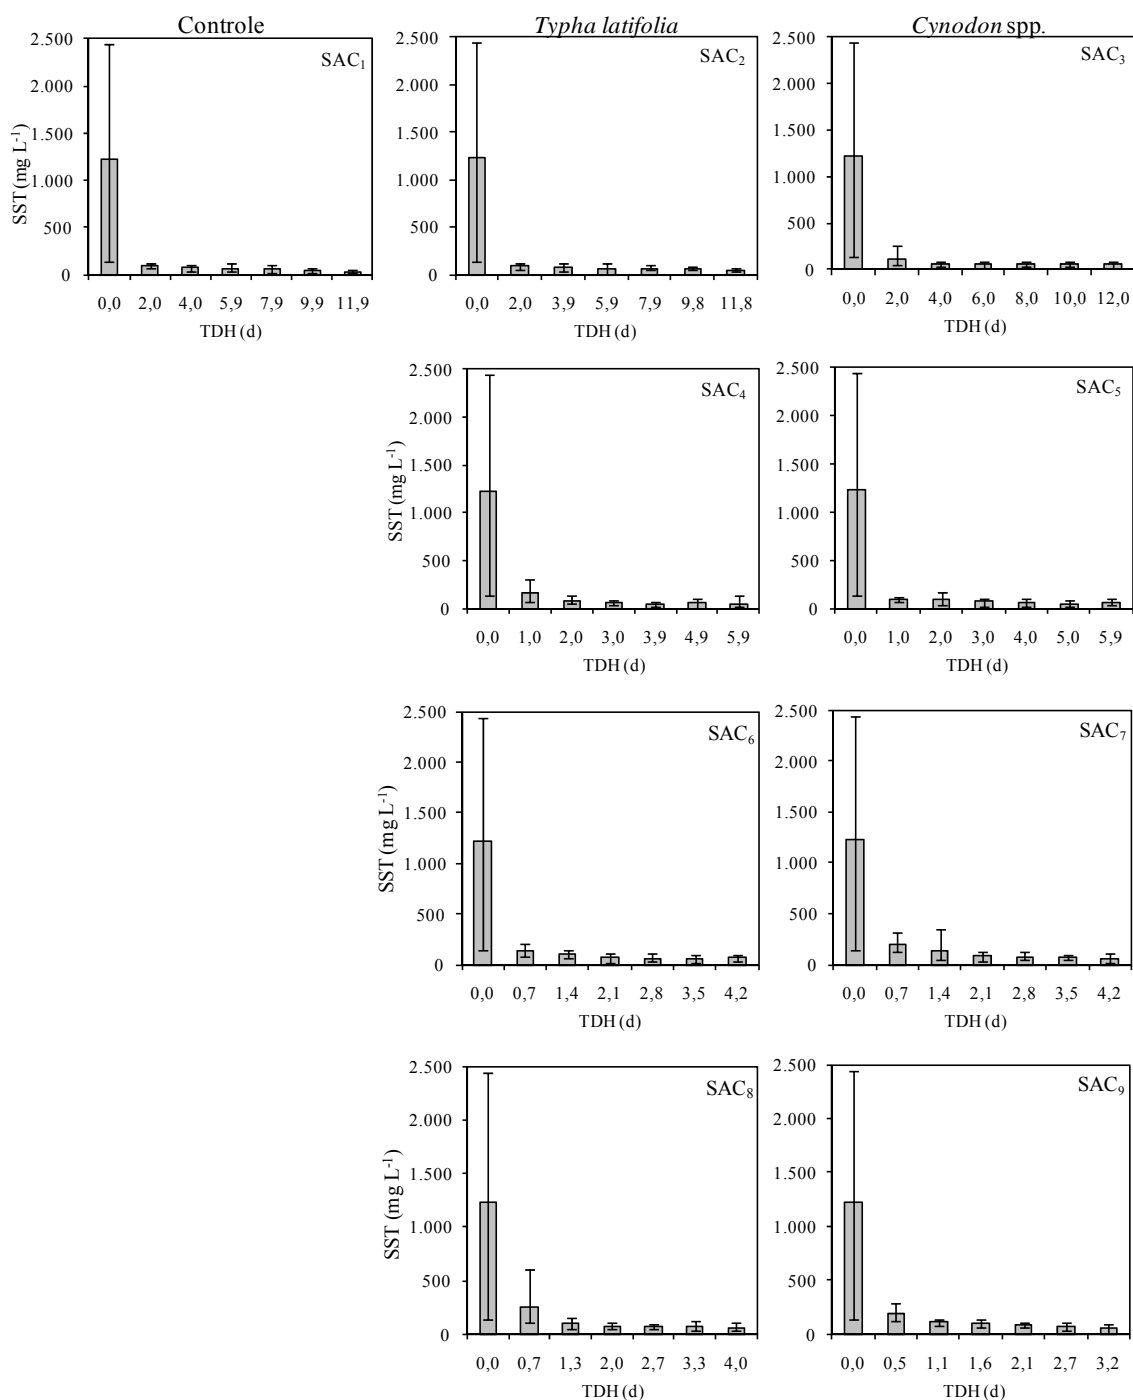 Controle
Typha latifolia
Cynodon spp.
SST (mg L⁻¹)
2.500
2.000
1.500
1.000
500
0
SAC₁
0,0 2,0 4,0 5,9 7,9 9,9 11,9
TDH (d)
2.500
2.000
1.500
1.000
500
0
SAC₂
0,0 2,0 3,9 5,9 7,9 9,8 11,8
TDH (d)
2.500
2.000
1.500
1.000
500
0
SAC₃
0,0 2,0 4,0 6,0 8,0 10,0 12,0
TDH (d)
SST (mg L⁻¹)
2.500
2.000
1.500
1.000
500
0
SAC₄
0,0 1,0 2,0 3,0 3,9 4,9 5,9
TDH (d)
2.500
2.000
1.500
1.000
500
0
SAC₅
0,0 1,0 2,0 3,0 4,0 5,0 5,9
TDH (d)
SST (mg L⁻¹)
2.500
2.000
1.500
1.000
500
0
SAC₆
0,0 0,7 1,4 2,1 2,8 3,5 4,2
TDH (d)
2.500
2.000
1.500
1.000
500
0
SAC₇
0,0 0,7 1,4 2,1 2,8 3,5 4,2
TDH (d)
SST (mg L⁻¹)
2.500
2.000
1.500
1.000
500
0
SAC₈
0,0 0,7 1,3 2,0 2,7 3,3 4,0
TDH (d)
2.500
2.000
1.500
1.000
500
0
SAC₉
0,0 0,5 1,1 1,6 2,1 2,7 3,2
TDH (d)